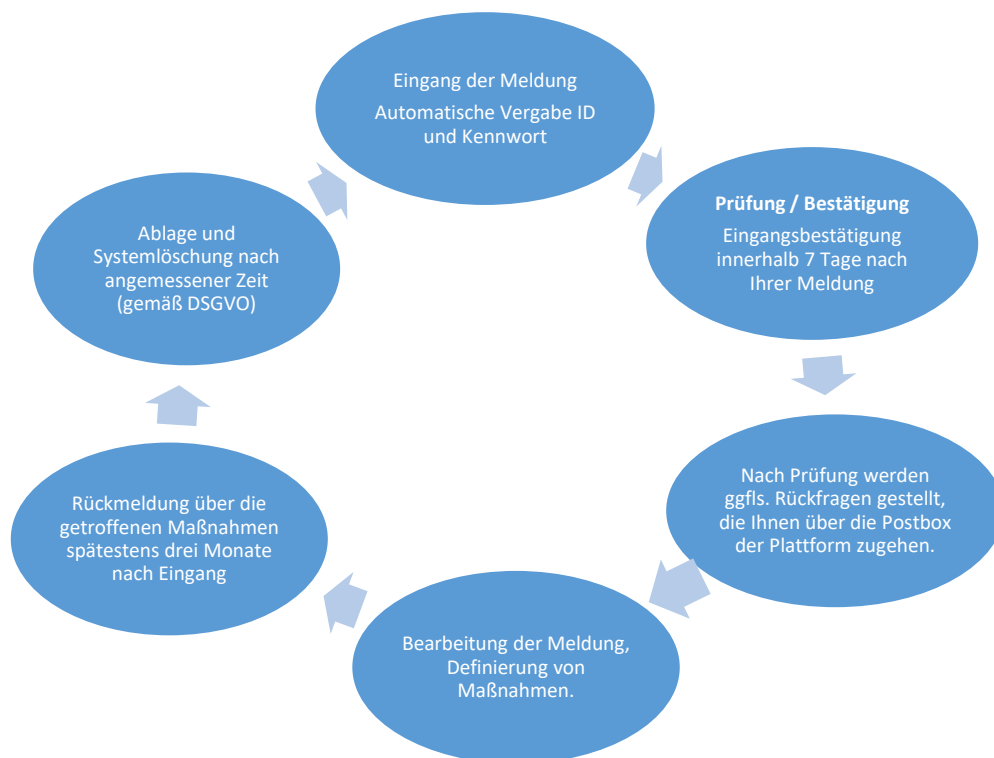 Eingang der Meldung
Automatische Vergabe ID
und Kennwort
Prüfung / Bestätigung
Eingangsbestätigung
innerhalb 7 Tage nach
Ihrer Meldung
Nach Prüfung werden
ggfls. Rückfragen gestellt,
die Ihnen über die Postbox
der Plattform zugehen.
Bearbeitung der Meldung,
Definierung von
Maßnahmen.
Rückmeldung über die
getroffenen Maßnahmen
spätestens drei Monate
nach Eingang
Ablage und
Systemlöschung nach
angemessener Zeit
(gemäß DSGVO)